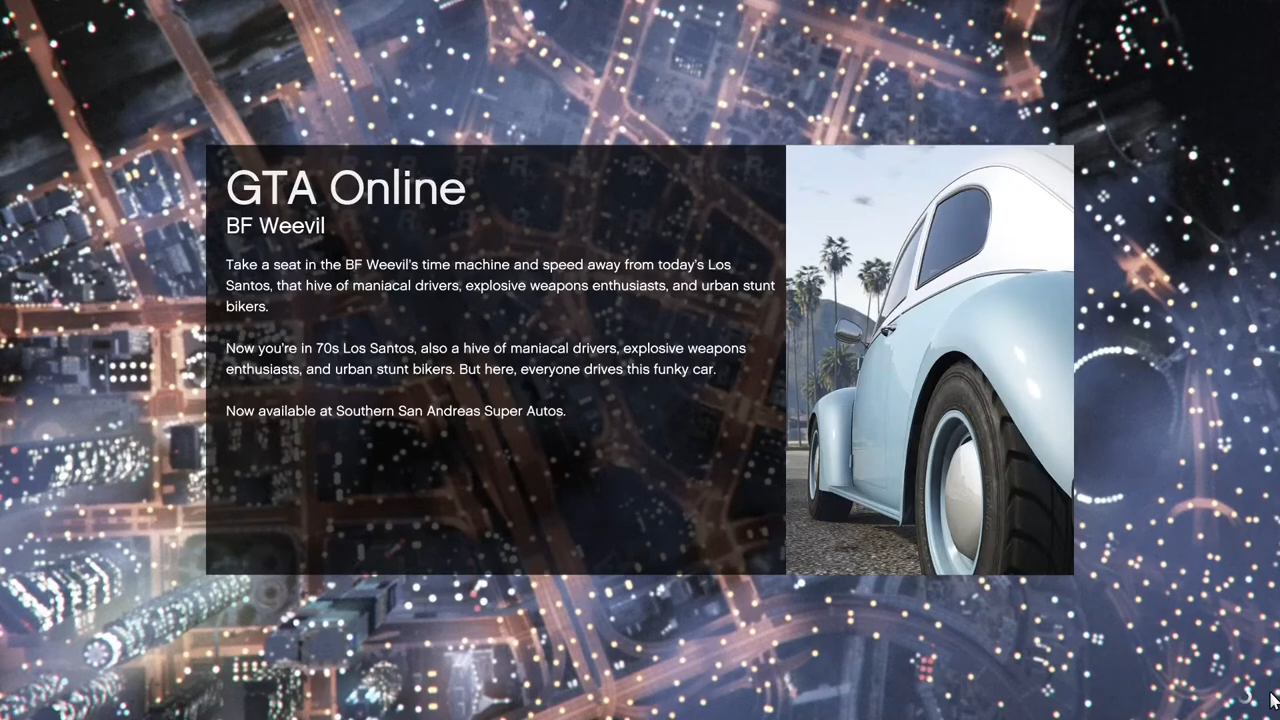 GTA Online
BF Weevil
Take a seat in the BF Weevil's time machine and speed away from today's Los
Santos, that hive of maniacal drivers, explosive weapons enthusiasts, and urban stunt
bikers.
Now you're in 70s Los Santos, also a hive of maniacal drivers, explosive weapons
enthusiasts, and urban stunt bikers. But here, everyone drives this funky car.
Now available at Southern San Andreas Super Autos.